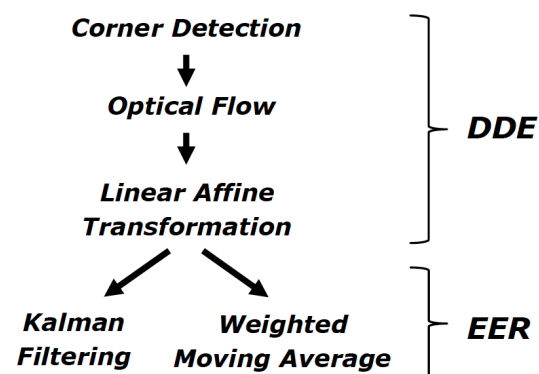 Corner Detection
Optical Flow
DDE
Linear Affine
Transformation
Kalman
Filtering
Weighted
Moving Average
EER